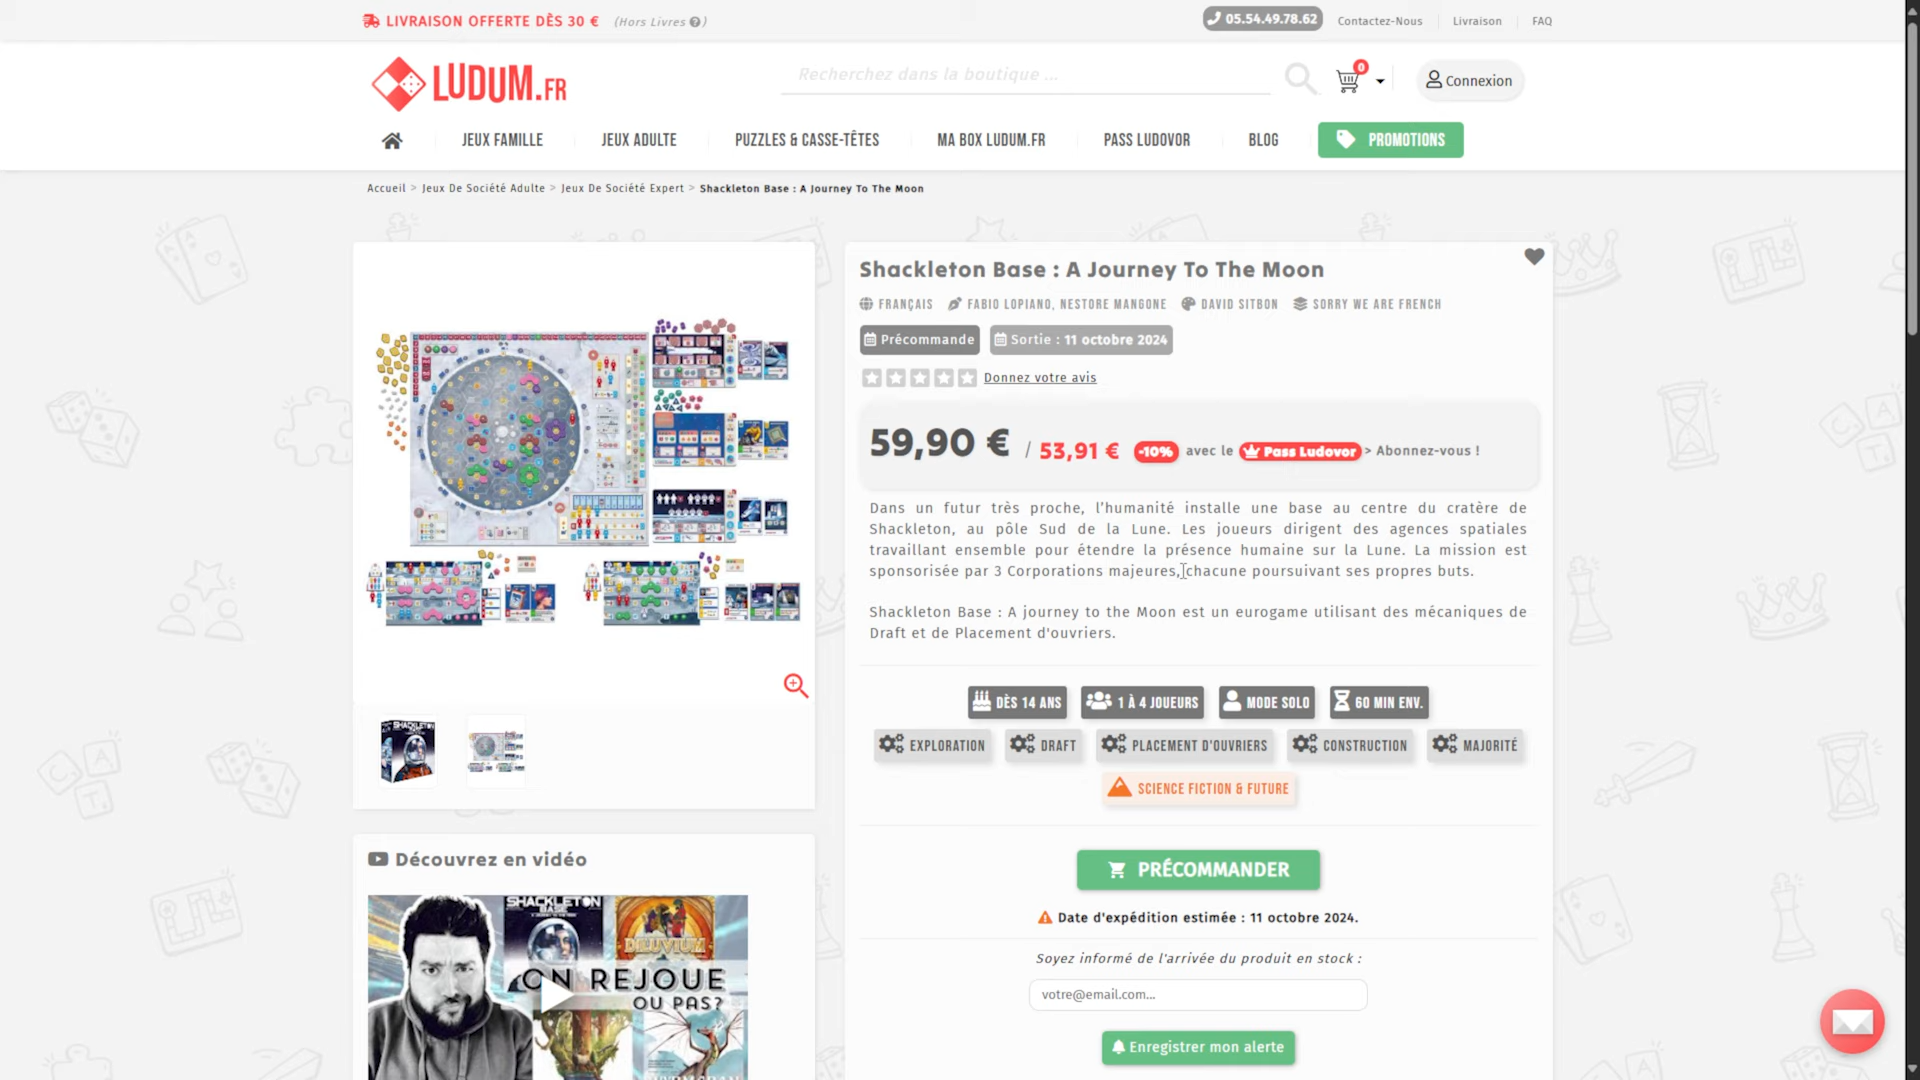 LIVRAISON OFFERTE DÈS 30 € (Hors Livres ?)
05.54.49.78.62 Contactez-Nous Livraison FAQ
LUDUM.FR
Recherchez dans la boutique ...
0
Connexion
JEUX FAMILLE JEUX ADULTE PUZZLES & CASSE-TÊTES MA BOX LUDUM.FR PASS LUDOVOR BLOG PROMOTIONS
Accueil > Jeux De Société Adulte > Jeux De Société Expert > Shackleton Base : A Journey To The Moon
Shackleton Base : A Journey To The Moon
FRANÇAIS FABIO LOPIANO, NESTORE MANGONE DAVID SITBON SORRY WE ARE FRENCH
Précommande Sortie : 11 octobre 2024
Donnez votre avis
59,90 € / 53,91 € -10% avec le Pass Ludovor > Abonnez-vous !
Dans un futur très proche, l’humanité installe une base au centre du cratère de
Shackleton, au pôle Sud de la Lune. Les joueurs dirigent des agences spatiales
travaillant ensemble pour étendre la présence humaine sur la Lune. La mission est
sponsorisée par 3 Corporations majeures, chacune poursuivant ses propres buts.
Shackleton Base : A journey to the Moon est un eurogame utilisant des mécaniques de
Draft et de Placement d'ouvriers.
DÈS 14 ANS 1 À 4 JOUEURS MODE SOLO 60 MIN ENV.
EXPLORATION DRAFT PLACEMENT D'OUVRIERS CONSTRUCTION MAJORITÉ
SCIENCE FICTION & FUTURE
PRÉCOMMANDER
Date d'expédition estimée : 11 octobre 2024.
Soyez informé de l'arrivée du produit en stock :
votre@email.com...
Enregistrer mon alerte
SHACKLETON
Découvrez en vidéo
SHACKLETON
BASE
DILUVIUM
ON REJOUE
OU PAS?